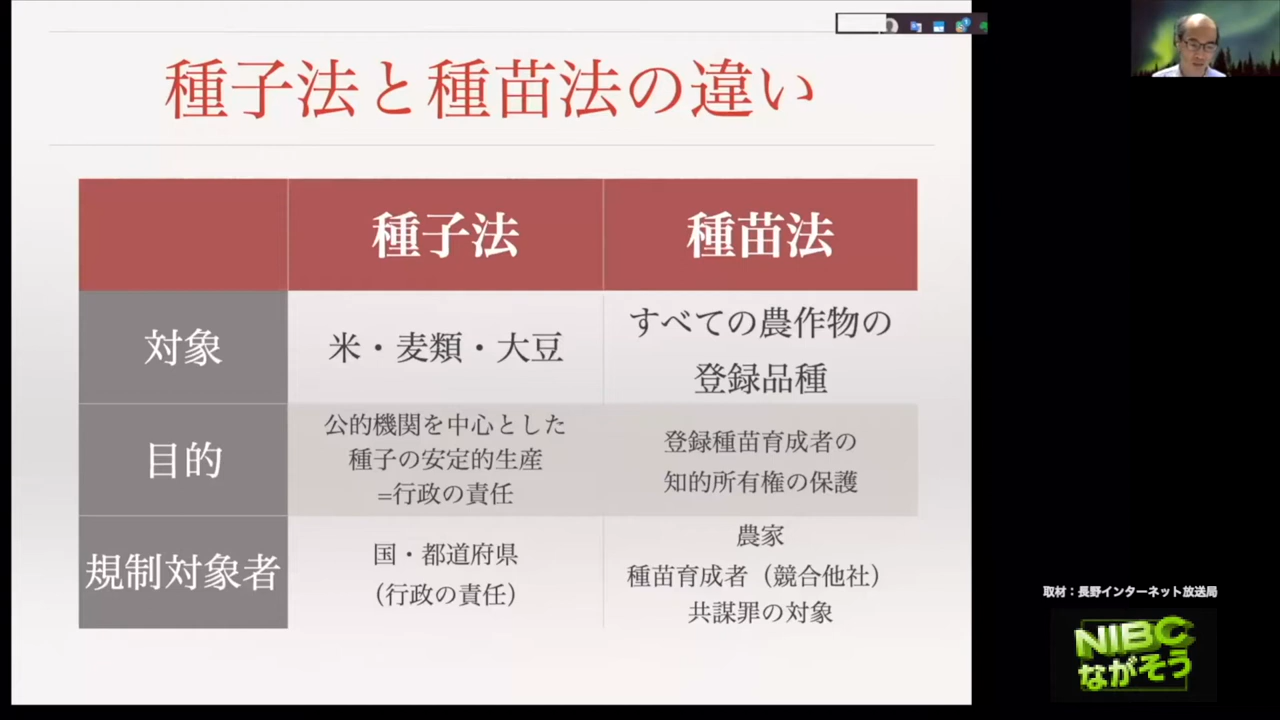 種子法と種苗法の違い
種子法
種苗法
対象
米・麦類・大豆
すべての農作物の
登録品種
目的
公的機関を中心とした
種子の安定的生産
=行政の責任
登録種苗育成者の
知的所有権の保護
規制対象者
国・都道府県
（行政の責任）
農家
種苗育成者（競合他社）
共謀罪の対象
取材：長野インターネット放送局
NIBC
ながそう